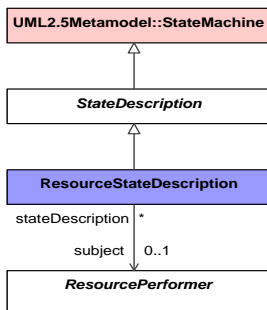 UML2.5Metamodel::StateMachine
StateDescription
ResourceStateDescription
stateDescription *
subject 0..1
ResourcePerformer